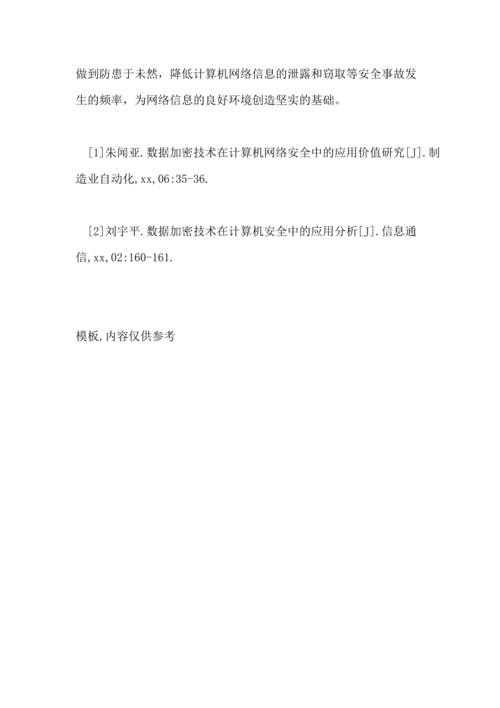 做到防患于未然，降低计算机网络信息的泄露和窃取等安全事故发
生的频率，为网络信息的良好环境创造坚实的基础。
[1]朱闻亚.数据加密技术在计算机网络安全中的应用价值研究[J].制
造业自动化,xx,06:35-36.
[2]刘宇平.数据加密技术在计算机安全中的应用分析[J].信息通
信,xx,02:160-161.
模板,内容仅供参考